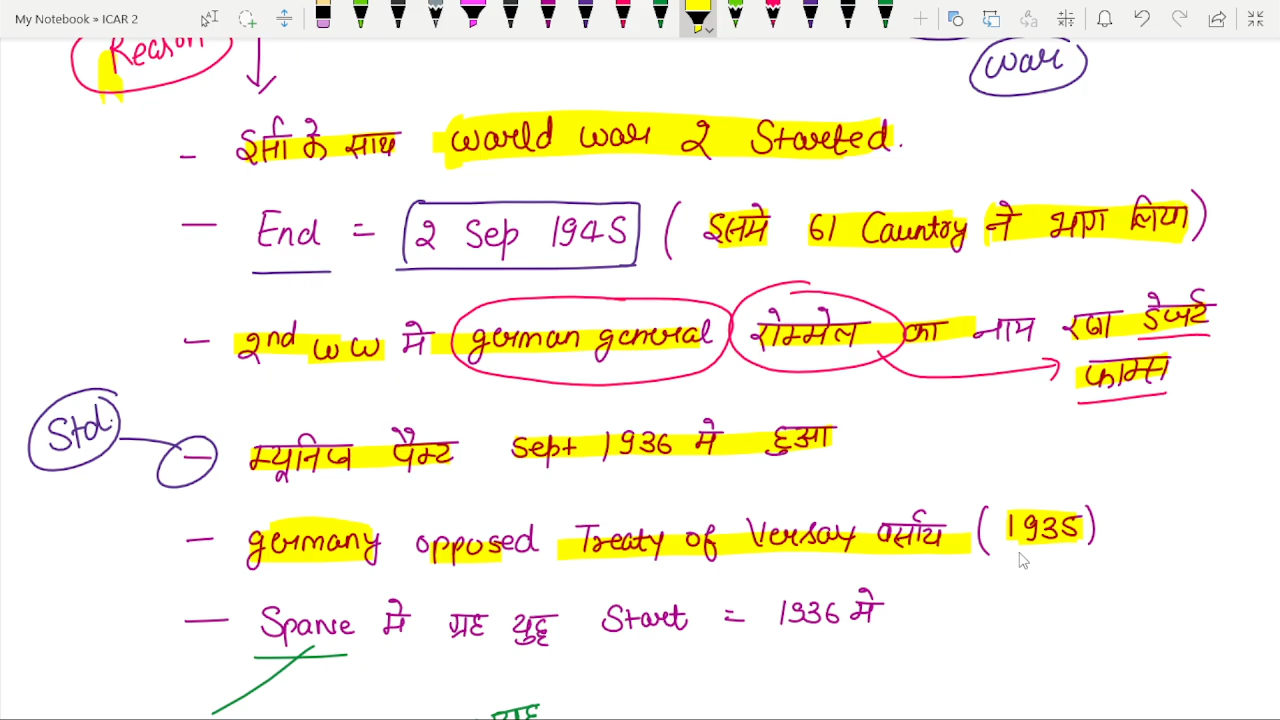 My Notebook » ICAR 2
Reason
war
- इसी के साथ world war 2 Started.
- End = 2 Sep 1945 ( इसमे 61 Cauntry ने भाग लिया )
- 2nd ww मे german general रोम्मेल का नाम रखा डेजर्ट
फाक्स
Std.
- म्यूनिख पैक्ट Sept 1936 मे हुआ
- germany opposed Treaty of Versay वर्साय ( 1935 )
- Spane मे ग्रह युद्ध Start = 1936 मे